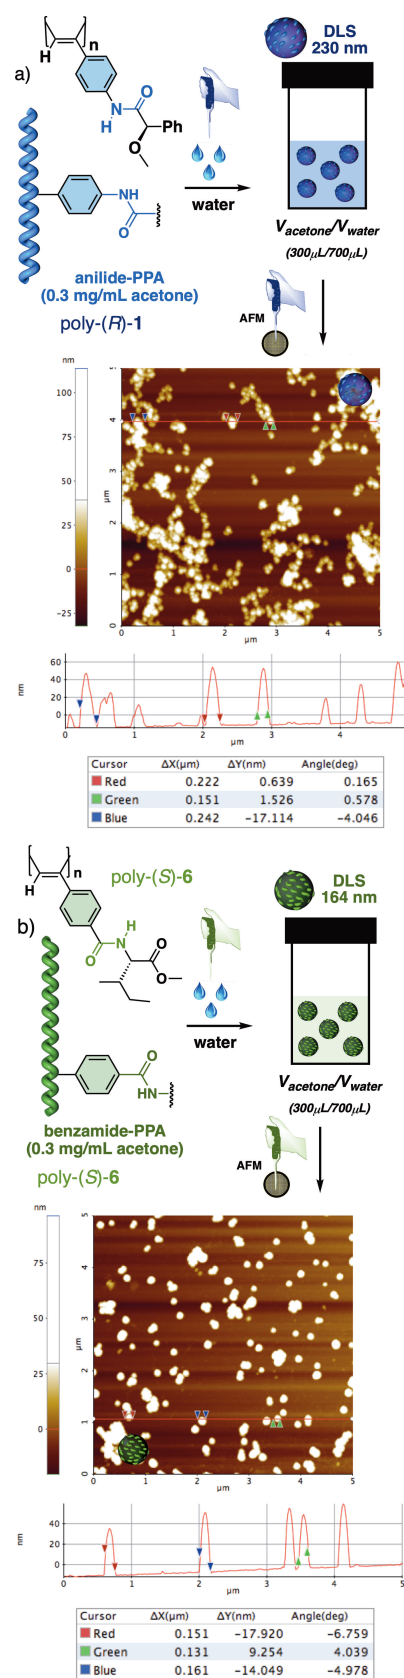 H
n
DLS
230 nm
a)
N
H
O
Ph
O
NH
O
water
Vacetone/Vwater
(300µL/700µL)
anilide-PPA
(0.3 mg/mL acetone)
poly-(R)-1
AFM
nm
100
75
50
25
0
-25
5
4
3
2
1
0
µm
0 1 2 3 4 5
µm
nm
60
40
20
0
0 1 2 3 4
µm
Cursor ΔX(µm) ΔY(nm) Angle(deg)
Red 0.222 0.639 0.165
Green 0.151 1.526 0.578
Blue 0.242 -17.114 -4.046
H
n
poly-(S)-6
DLS
164 nm
b)
H
N
O
O
O
O
HN
water
Vacetone/Vwater
(300µL/700µL)
benzamide-PPA
(0.3 mg/mL acetone)
poly-(S)-6
AFM
nm
75
50
25
0
5
4
3
2
1
0
µm
0 1 2 3 4 5
µm
nm
40
20
0
0 1 2 3 4 5
µm
Cursor ΔX(µm) ΔY(nm) Angle(deg)
Red 0.151 -17.920 -6.759
Green 0.131 9.254 4.039
Blue 0.161 -14.049 -4.978